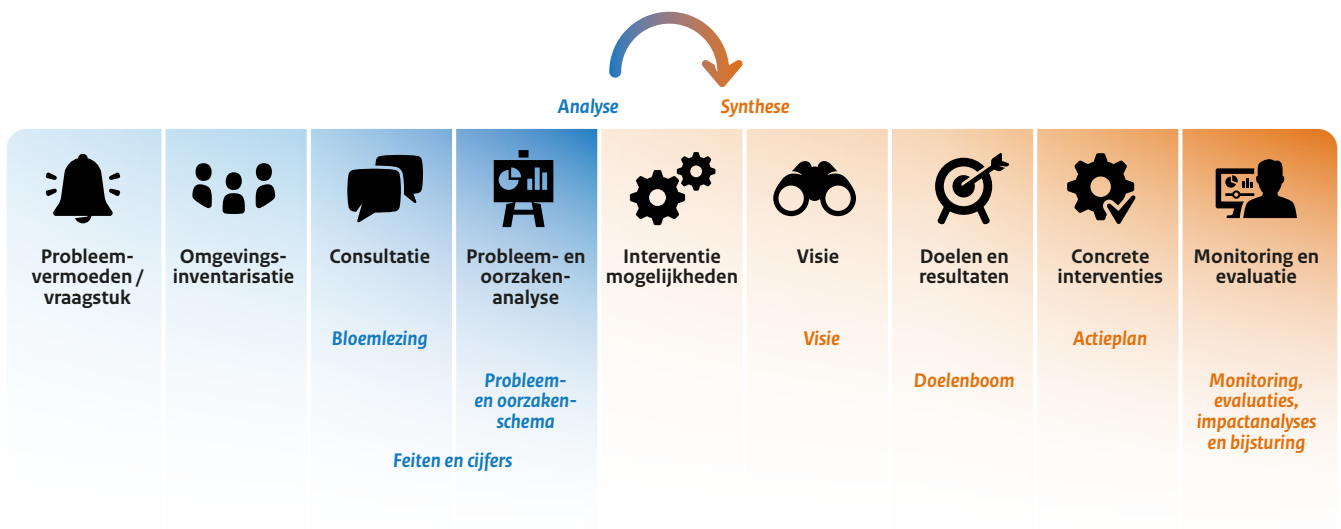 Analyse
Synthese
Probleem-
vermoeden /
vraagstuk
Omgevings-
inventarisatie
Consultatie
Probleem- en
oorzaken-
analyse
Interventie
mogelijkheden
Visie
Doelen en
resultaten
Concrete
interventies
Monitoring en
evaluatie
Bloemlezing
Visie
Actieplan
Probleem-
en oorzaken-
schema
Doelenboom
Monitoring,
evaluaties,
impactanalyses
en bijsturing
Feiten en cijfers